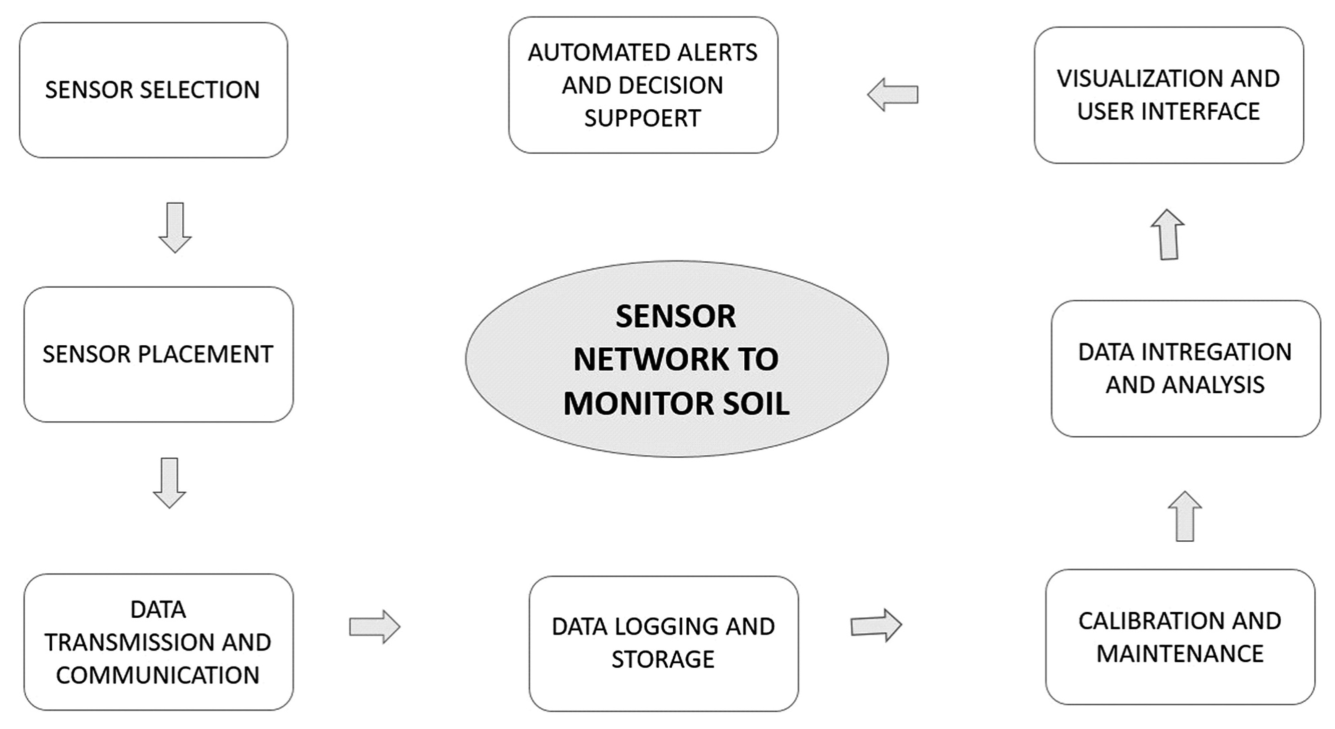 SENSOR SELECTION
AUTOMATED ALERTS
AND DECISION
SUPPOERT
VISUALIZATION AND
USER INTERFACE
SENSOR PLACEMENT
SENSOR
NETWORK TO
MONITOR SOIL
DATA INTREGATION
AND ANALYSIS
DATA
TRANSMISSION AND
COMMUNICATION
DATA LOGGING AND
STORAGE
CALIBRATION AND
MAINTENANCE